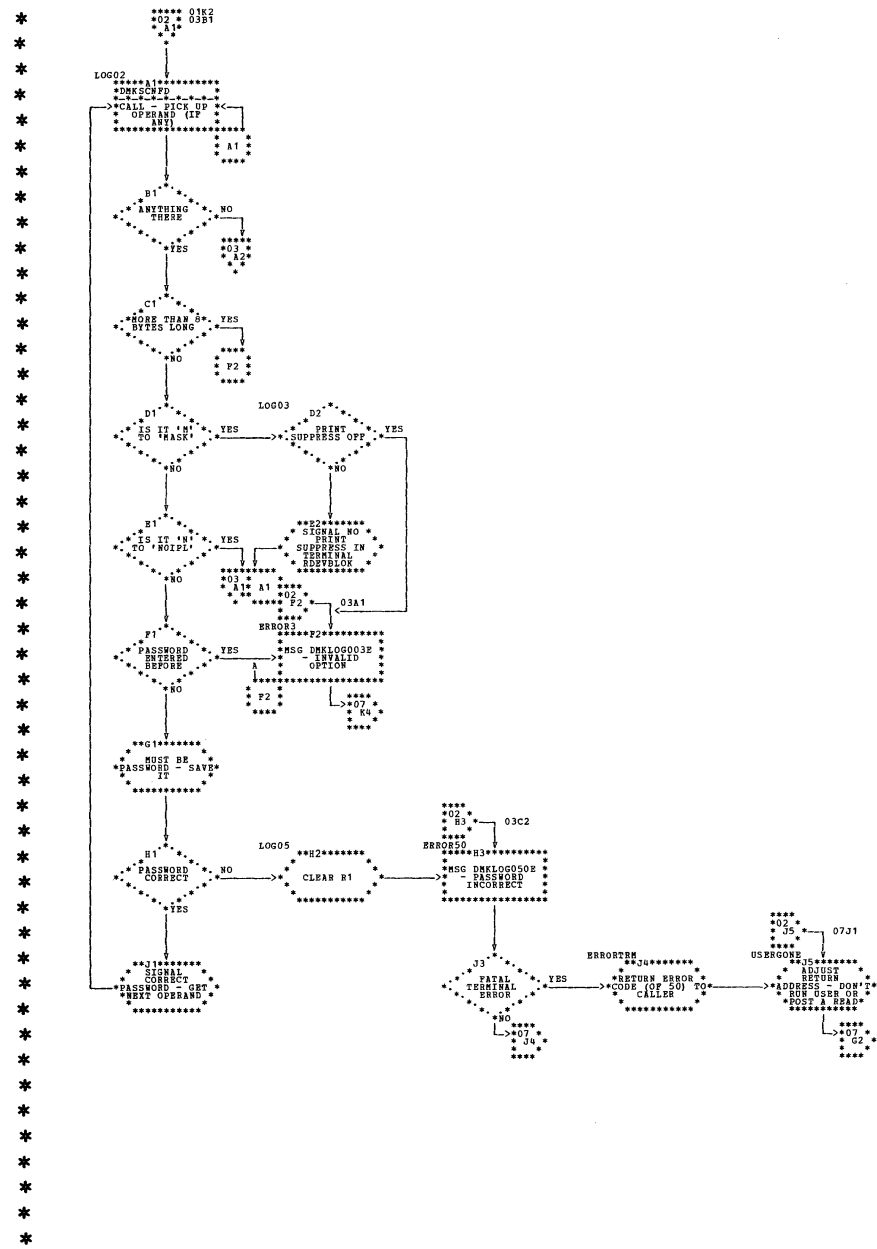 01K2
02 03B1
A1
LOG02
A1
DMKSCNFD
CALL - PICK UP
OPERAND (IF
ANY)
A1
B1
ANYTHING
THERE
NO
YES
03
A2
C1
MORE THAN 8
BYTES LONG
YES
NO
F2
LOG03
D1
IS IT 'M'
TO 'MASK'
YES
NO
D2
PRINT
SUPPRESS OFF
YES
NO
E1
IS IT 'N'
TO 'NOIPL'
YES
NO
E2
SIGNAL NO
PRINT
SUPPRESS IN
TERMINAL
RDEVBLOK
03
A1
A1
02
F2
03A1
ERROR3
F1
PASSWORD
ENTERED
BEFORE
YES
NO
F2
MSG DMKLOG003E
- INVALID
OPTION
A
F2
07
K4
G1
MUST BE
PASSWORD - SAVE
IT
02
H3
03C2
LOG05
ERROR50
H1
PASSWORD
CORRECT
NO
YES
H2
CLEAR R1
H3
MSG DMKLOG050E
- PASSWORD
INCORRECT
02
J5
07J1
J1
SIGNAL
CORRECT
PASSWORD - GET
NEXT OPERAND
J3
FATAL
TERMINAL
ERROR
YES
NO
07
J4
ERRORTRM
J4
RETURN ERROR
CODE (OF 50) TO
CALLER
USERGONE
J5
ADJUST
RETURN
ADDRESS - DON'T
RUN USER OR
POST A READ
07
G2